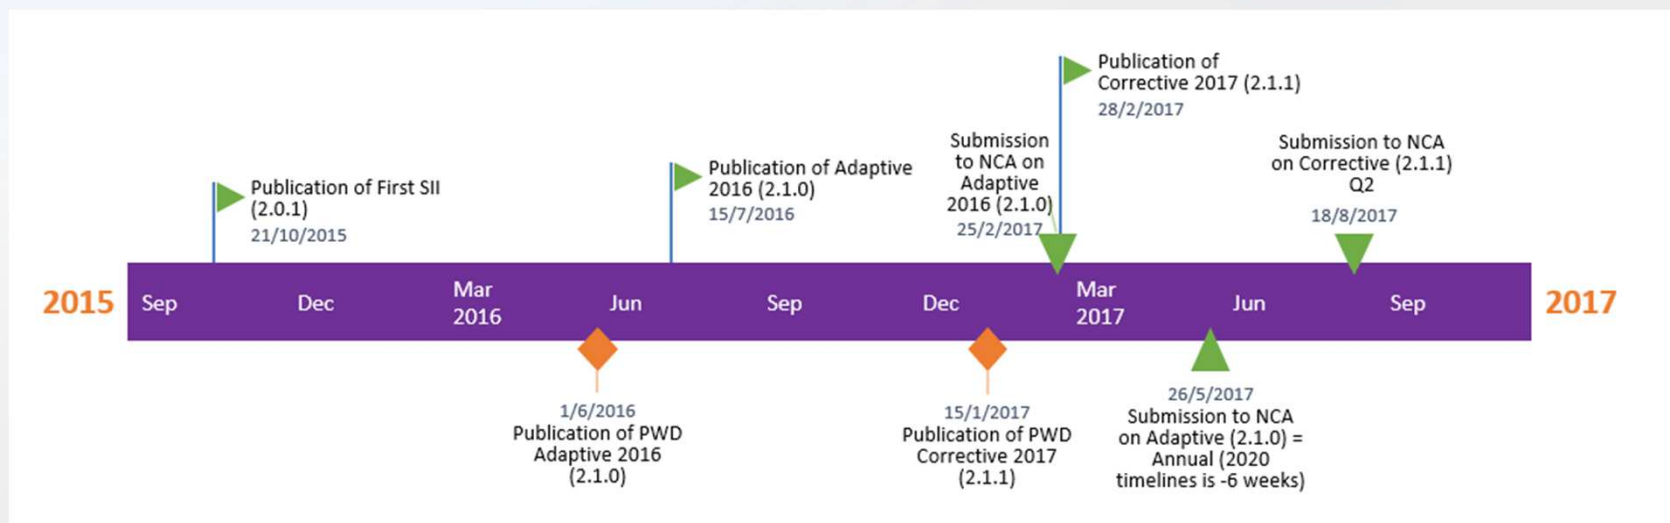 Publication of
Corrective 2017 (2.1.1)
28/2/2017
Submission
to NCA on
Adaptive
2016 (2.1.0)
25/2/2017
Submission to NCA
on Corrective (2.1.1)
Q2
18/8/2017
Publication of Adaptive
2016 (2.1.0)
15/7/2016
Publication of First SII
(2.0.1)
21/10/2015
2015
Sep
Dec
Mar
2016
Jun
Sep
Dec
Mar
2017
Jun
Sep
2017
1/6/2016
Publication of PWD
Adaptive 2016
(2.1.0)
15/1/2017
Publication of PWD
Corrective 2017
(2.1.1)
26/5/2017
Submission to NCA
on Adaptive (2.1.0) =
Annual (2020
timelines is -6 weeks)